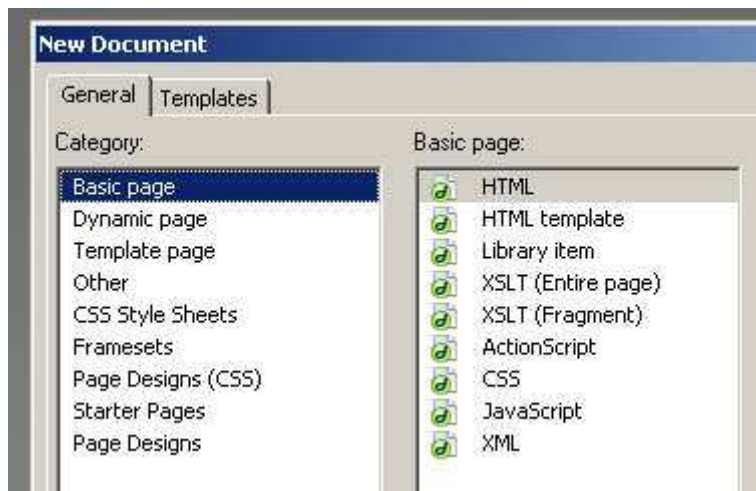 New Document
General
Templates
Category:
Basic page
Dynamic page
Template page
Other
CSS Style Sheets
Framesets
Page Designs (CSS)
Starter Pages
Page Designs
Basic page:
HTML
HTML template
Library item
XSLT (Entire page)
XSLT (Fragment)
ActionScript
CSS
JavaScript
XML